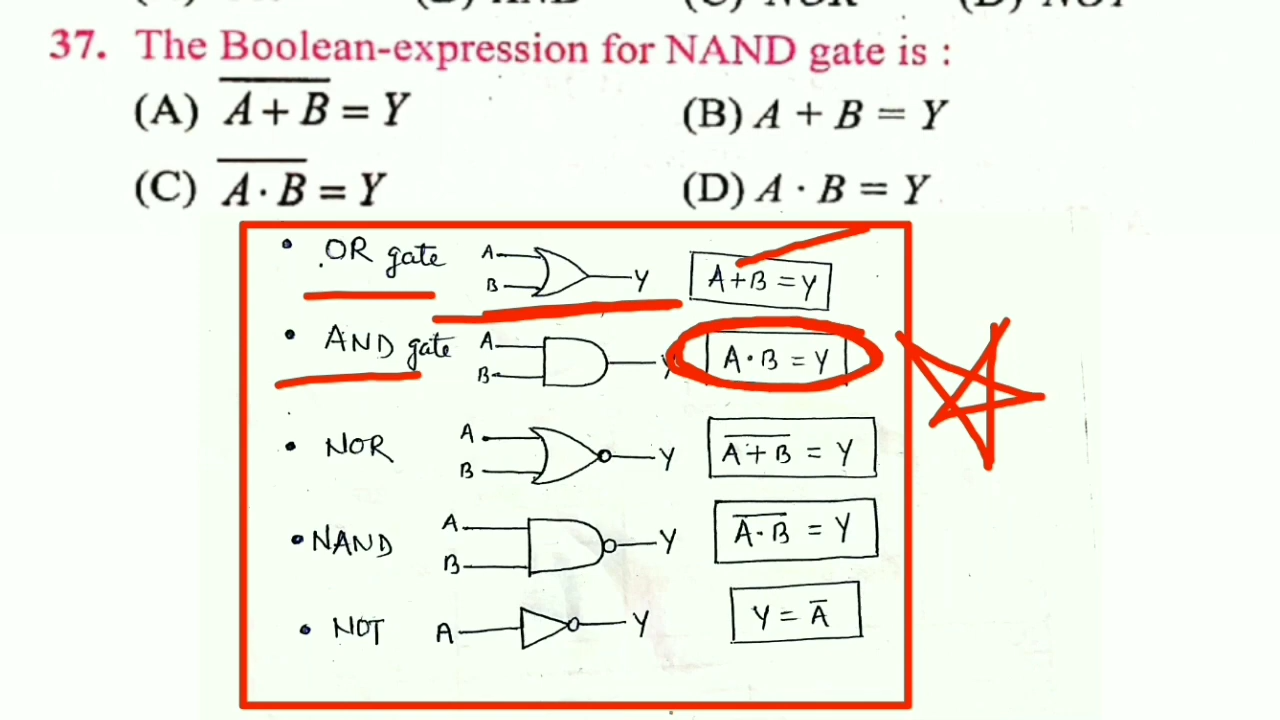 37. The Boolean-expression for NAND gate is :
(A) A̅ ̅+̅ ̅B̅ = Y (B) A + B = Y
(C) A̅ ̅·̅ ̅B̅ = Y (D) A · B = Y
• OR gate A B Y A+B = Y
• AND gate A B Y A·B = Y
• NOR A B Y A̅+̅B̅ = Y
• NAND A B Y A̅·̅B̅ = Y
• NOT A Y Y = A̅